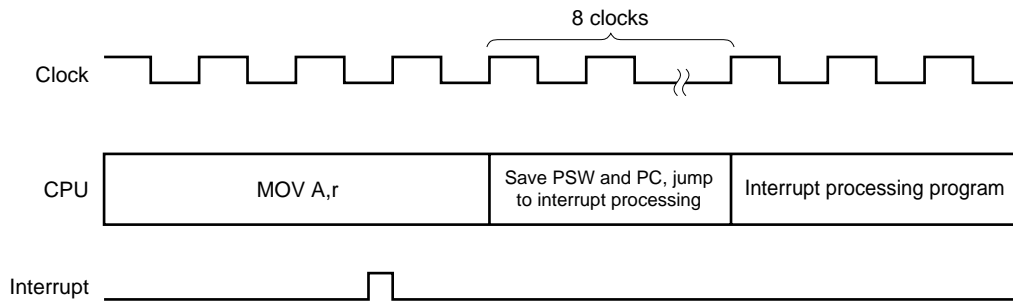 8 clocks
Clock
CPU
MOV A,r
Save PSW and PC, jump
to interrupt processing
Interrupt processing program
Interrupt